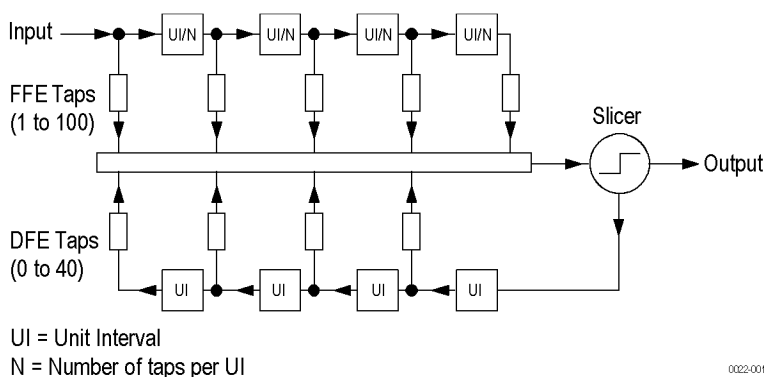 Input
UI/N
UI/N
UI/N
UI/N
FFE Taps
(1 to 100)
Slicer
Output
DFE Taps
(0 to 40)
UI
UI
UI
UI
UI = Unit Interval
N = Number of taps per UI
0022-001